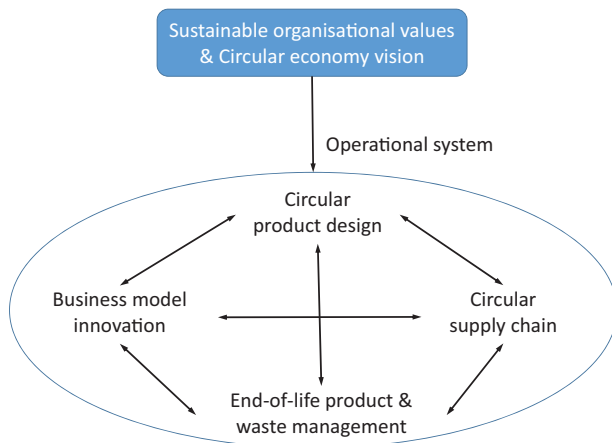 Sustainable organisational values
& Circular economy vision
Operational system
Circular
product design
Business model
innovation
Circular
supply chain
End-of-life product &
waste management